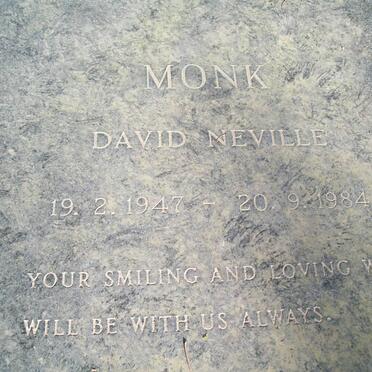 MONK
DAVID NEVILLE
19. 2. 1947 - 20. 9. 1984
YOUR SMILING AND LOVING
WILL BE WITH US ALWAYS.